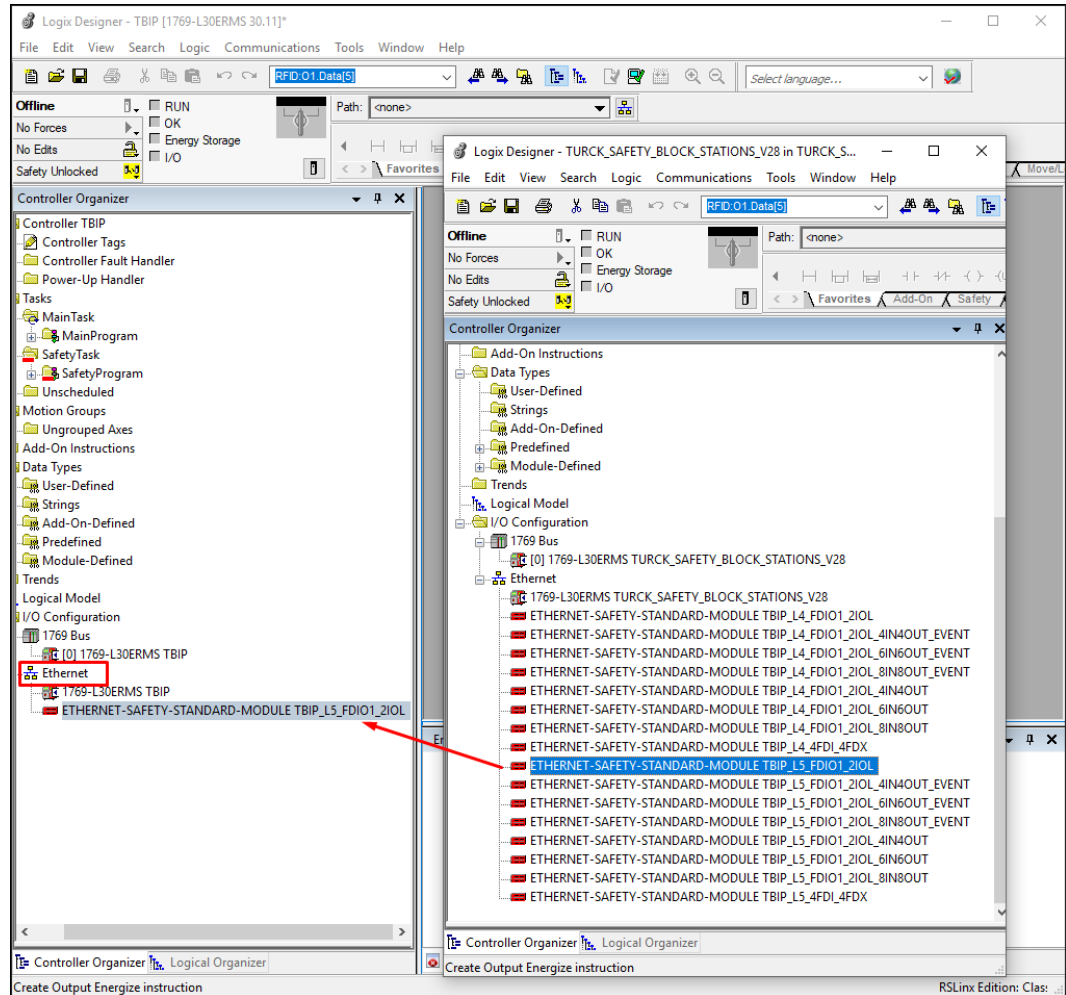 Logix Designer - TBIP [1769-L30ERMS 30.11]*
File Edit View Search Logic Communications Tools Window Help
RFID:O1.Data[5]
Select language...
Offline
RUN
Path: <none>
No Forces
OK
No Edits
Energy Storage
I/O
Safety Unlocked
Favorites
Move/L
Controller Organizer
Controller TBIP
Controller Tags
Controller Fault Handler
Power-Up Handler
Tasks
MainTask
MainProgram
SafetyTask
SafetyProgram
Unscheduled
Motion Groups
Ungrouped Axes
Add-On Instructions
Data Types
User-Defined
Strings
Add-On-Defined
Predefined
Module-Defined
Trends
Logical Model
I/O Configuration
1769 Bus
[0] 1769-L30ERMS TBIP
Ethernet
1769-L30ERMS TBIP
ETHERNET-SAFETY-STANDARD-MODULE TBIP_L5_FDIO1_2IOL
Controller Organizer Logical Organizer
Create Output Energize instruction
Logix Designer - TURCK_SAFETY_BLOCK_STATIONS_V28 in TURCK_S...
File Edit View Search Logic Communications Tools Window Help
RFID:O1.Data[5]
Offline
RUN
Path: <none>
No Forces
OK
No Edits
Energy Storage
I/O
Safety Unlocked
Favorites Add-On Safety
Controller Organizer
Add-On Instructions
Data Types
User-Defined
Strings
Add-On-Defined
Predefined
Module-Defined
Trends
Logical Model
I/O Configuration
1769 Bus
[0] 1769-L30ERMS TURCK_SAFETY_BLOCK_STATIONS_V28
Ethernet
1769-L30ERMS TURCK_SAFETY_BLOCK_STATIONS_V28
ETHERNET-SAFETY-STANDARD-MODULE TBIP_L4_FDIO1_2IOL
ETHERNET-SAFETY-STANDARD-MODULE TBIP_L4_FDIO1_2IOL_4IN4OUT_EVENT
ETHERNET-SAFETY-STANDARD-MODULE TBIP_L4_FDIO1_2IOL_6IN6OUT_EVENT
ETHERNET-SAFETY-STANDARD-MODULE TBIP_L4_FDIO1_2IOL_8IN8OUT_EVENT
ETHERNET-SAFETY-STANDARD-MODULE TBIP_L4_FDIO1_2IOL_4IN4OUT
ETHERNET-SAFETY-STANDARD-MODULE TBIP_L4_FDIO1_2IOL_6IN6OUT
ETHERNET-SAFETY-STANDARD-MODULE TBIP_L4_FDIO1_2IOL_8IN8OUT
ETHERNET-SAFETY-STANDARD-MODULE TBIP_L4_4FDI_4FDX
ETHERNET-SAFETY-STANDARD-MODULE TBIP_L5_FDIO1_2IOL
ETHERNET-SAFETY-STANDARD-MODULE TBIP_L5_FDIO1_2IOL_4IN4OUT_EVENT
ETHERNET-SAFETY-STANDARD-MODULE TBIP_L5_FDIO1_2IOL_6IN6OUT_EVENT
ETHERNET-SAFETY-STANDARD-MODULE TBIP_L5_FDIO1_2IOL_8IN8OUT_EVENT
ETHERNET-SAFETY-STANDARD-MODULE TBIP_L5_FDIO1_2IOL_4IN4OUT
ETHERNET-SAFETY-STANDARD-MODULE TBIP_L5_FDIO1_2IOL_6IN6OUT
ETHERNET-SAFETY-STANDARD-MODULE TBIP_L5_FDIO1_2IOL_8IN8OUT
ETHERNET-SAFETY-STANDARD-MODULE TBIP_L5_4FDI_4FDX
Controller Organizer Logical Organizer
Create Output Energize instruction
Er
RSLinx Edition: Clas: